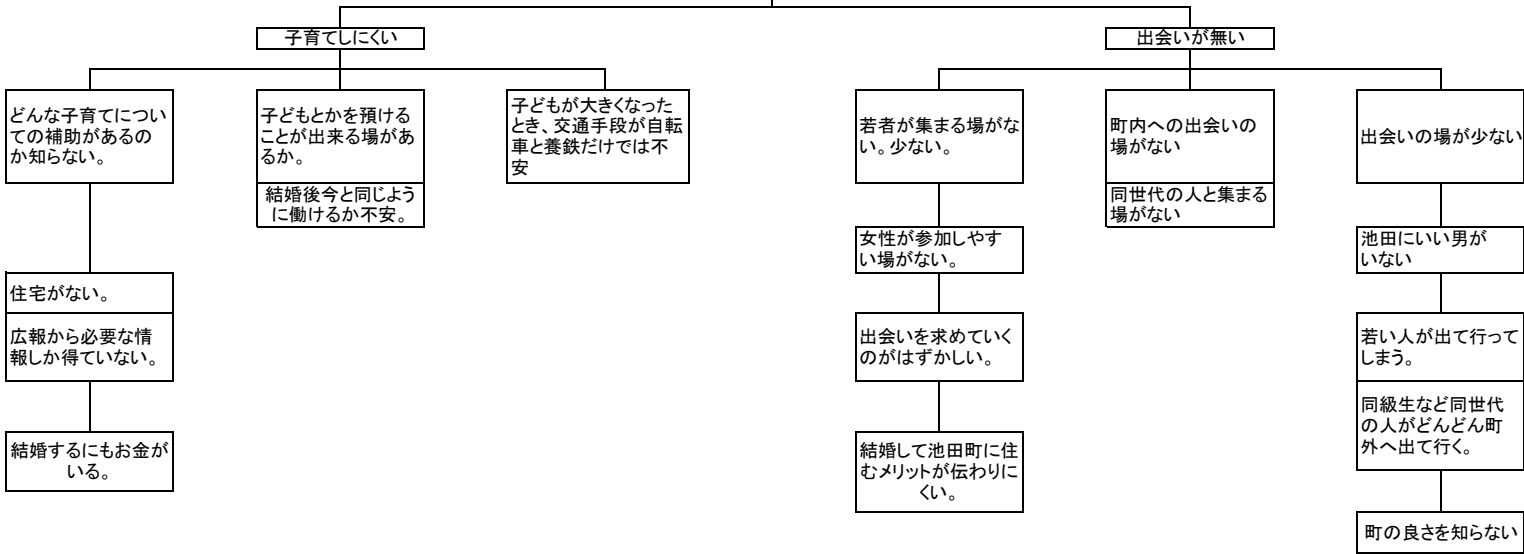 子育てしにくい
出会いが無い
どんな子育てについ
ての補助があるの
か知らない。
子どもとかを預ける
ことが出来る場があ
るか。
結婚後今と同じよう
に働けるか不安。
子どもが大きくなった
とき、交通手段が自転
車と養鉄だけでは不
安
住宅がない。
広報から必要な情
報しか得ていない。
結婚するにもお金が
いる。
若者が集まる場がな
い。少ない。
女性が参加しやす
い場がない。
出会いを求めていく
のがはずかしい。
結婚して池田町に住
むメリットが伝わりに
くい。
町内への出会いの
場がない
同世代の人と集まる
場がない
出会いの場が少ない
池田にいい男が
いない
若い人が出て行って
しまう。
同級生など同世代
の人がどんどん町
外へ出て行く。
町の良さを知らない